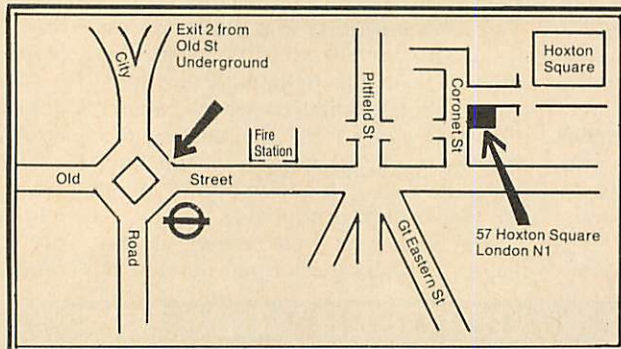 City
Exit 2 from
Old St
Underground
Pitfield St
Coronet St
Hoxton
Square
Fire
Station
Old
Street
Road
Gt Eastern St
57 Hoxton Square
London N1